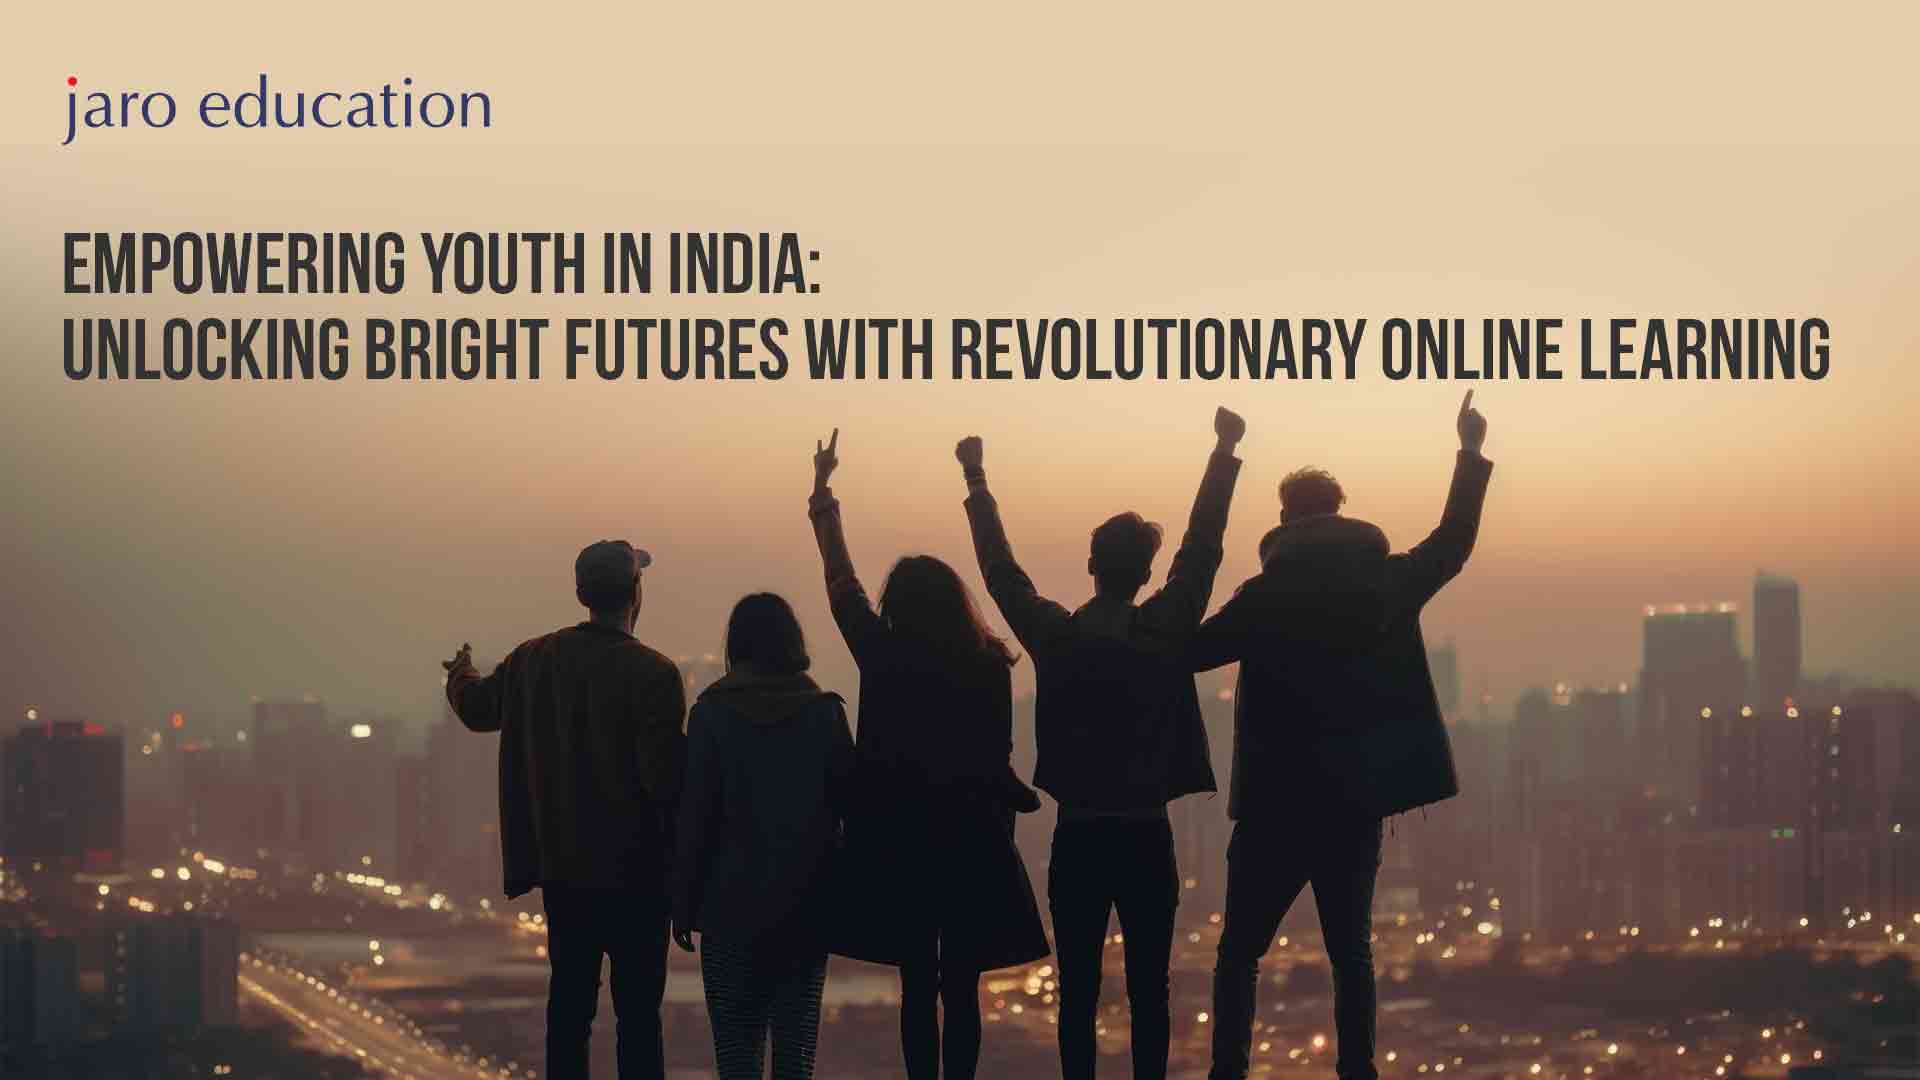 jaro education
EMPOWERING YOUTH IN INDIA:
UNLOCKING BRIGHT FUTURES WITH REVOLUTIONARY ONLINE LEARNING